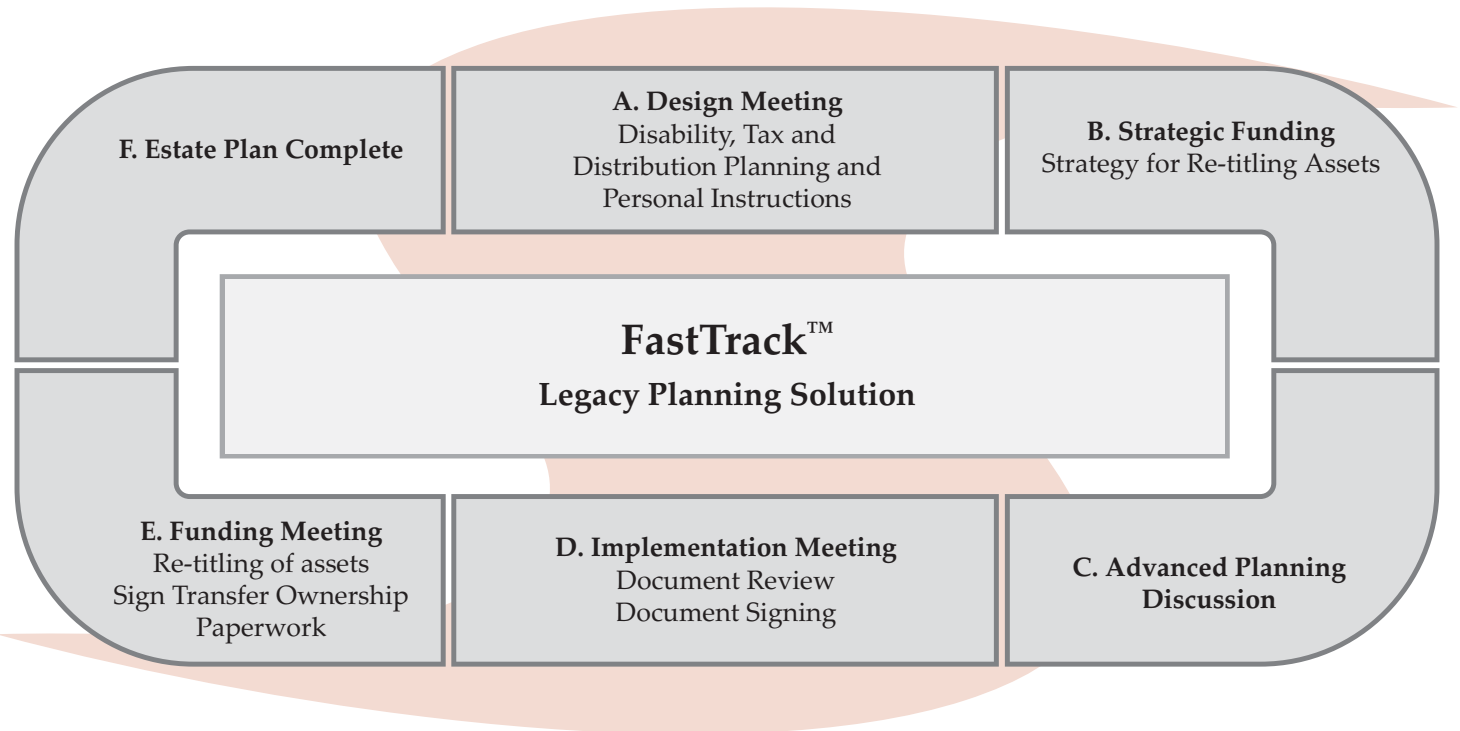 A. Design Meeting
Disability, Tax and
Distribution Planning and
Personal Instructions
B. Strategic Funding
Strategy for Re-titling Assets
C. Advanced Planning
Discussion
D. Implementation Meeting
Document Review
Document Signing
E. Funding Meeting
Re-titling of assets
Sign Transfer Ownership
Paperwork
F. Estate Plan Complete
FastTrack™
Legacy Planning Solution